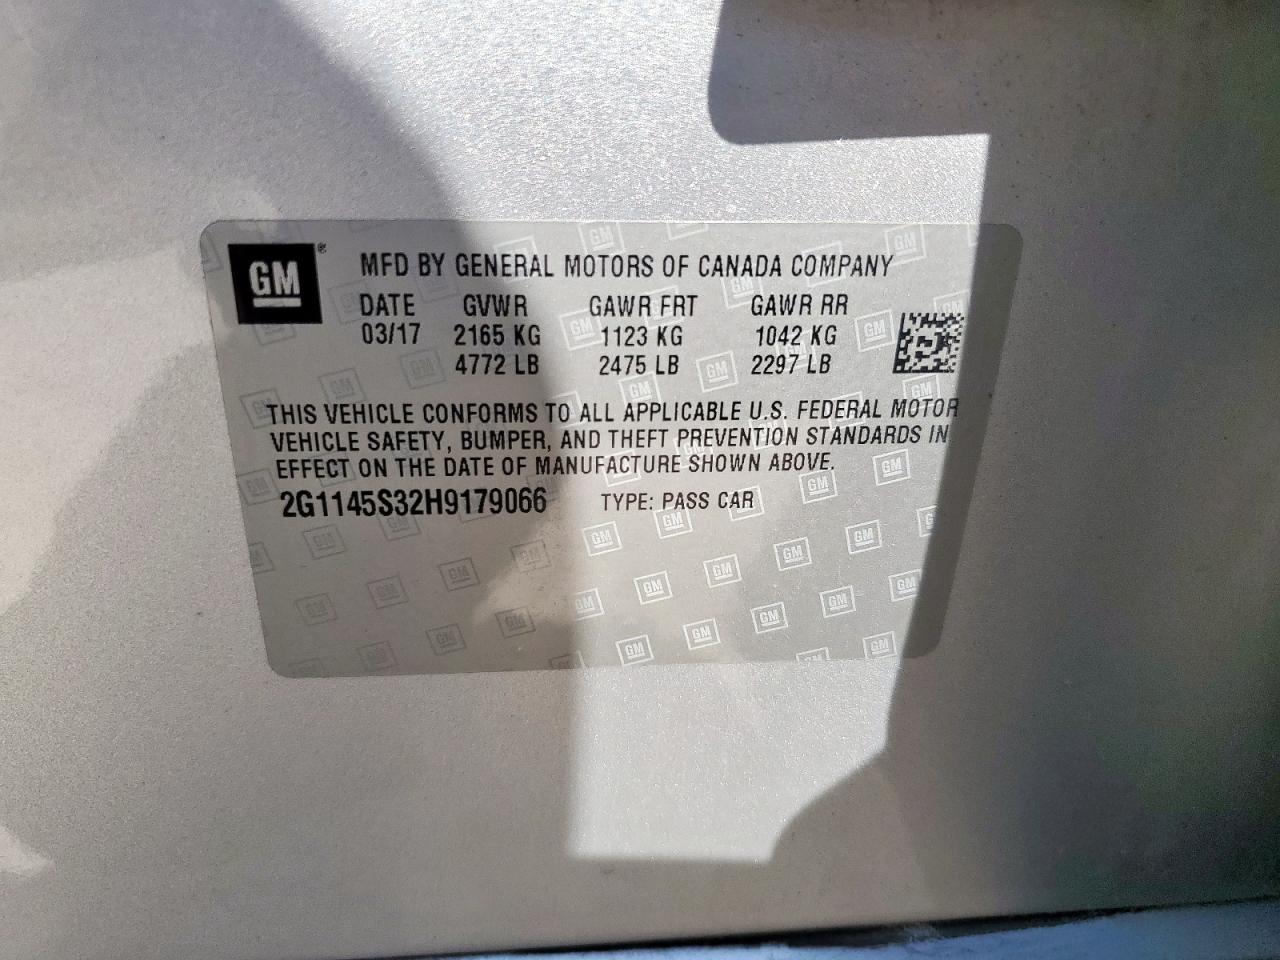 GM®
MFD BY GENERAL MOTORS OF CANADA COMPANY
DATE GVWR GAWR FRT GAWR RR
03/17 2165 KG 1123 KG 1042 KG
4772 LB 2475 LB 2297 LB
THIS VEHICLE CONFORMS TO ALL APPLICABLE U.S. FEDERAL MOTOR
VEHICLE SAFETY, BUMPER, AND THEFT PREVENTION STANDARDS IN
EFFECT ON THE DATE OF MANUFACTURE SHOWN ABOVE.
2G1145S32H9179066 TYPE: PASS CAR